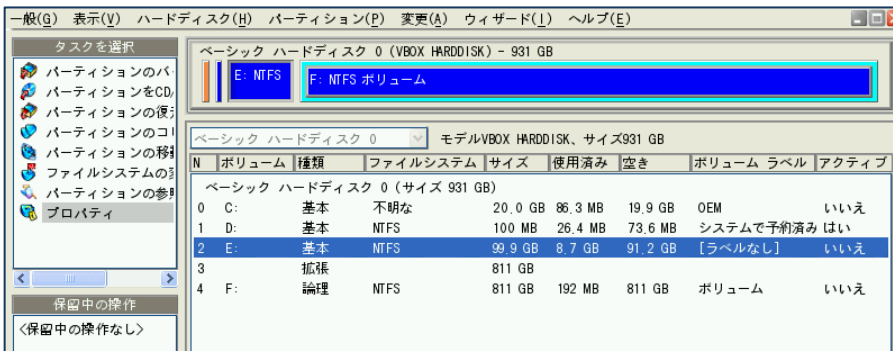 一般(G) 表示(V) ハードディスク(H) パーティション(P) 変更(A) ウィザード(I) ヘルプ(E)
タスクを選択
パーティションのバ
パーティションをCD/
パーティションの復
パーティションのコ
パーティションの移動
ファイルシステムの変
パーティションの参照
プロパティ
保留中の操作
<保留中の操作なし>
ベーシック ハードディスク 0 (VBOX HARDDISK) - 931 GB
E: NTFS
F: NTFS ボリューム
ベーシック ハードディスク 0 モデルVBOX HARDDISK、サイズ931 GB
N ボリューム 種類 ファイルシステム サイズ 使用済み 空き ボリューム ラベル アクティブ
ベーシック ハードディスク 0 (サイズ 931 GB)
0 C: 基本 不明な 20.0 GB 86.3 MB 19.9 GB OEM いいえ
1 D: 基本 NTFS 100 MB 26.4 MB 73.6 MB システムで予約済み はい
2 E: 基本 NTFS 99.9 GB 8.7 GB 91.2 GB [ラベルなし] いいえ
3 拡張 811 GB
4 F: 論理 NTFS 811 GB 192 MB 811 GB ボリューム いいえ